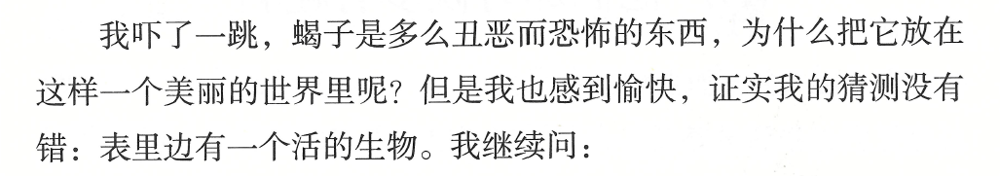 我吓了一跳，蝎子是多么丑恶而恐怖的东西，为什么把它放在
这样一个美丽的世界里呢？但是我也感到愉快，证实我的猜测没有
错：表里边有一个活的生物。我继续问：